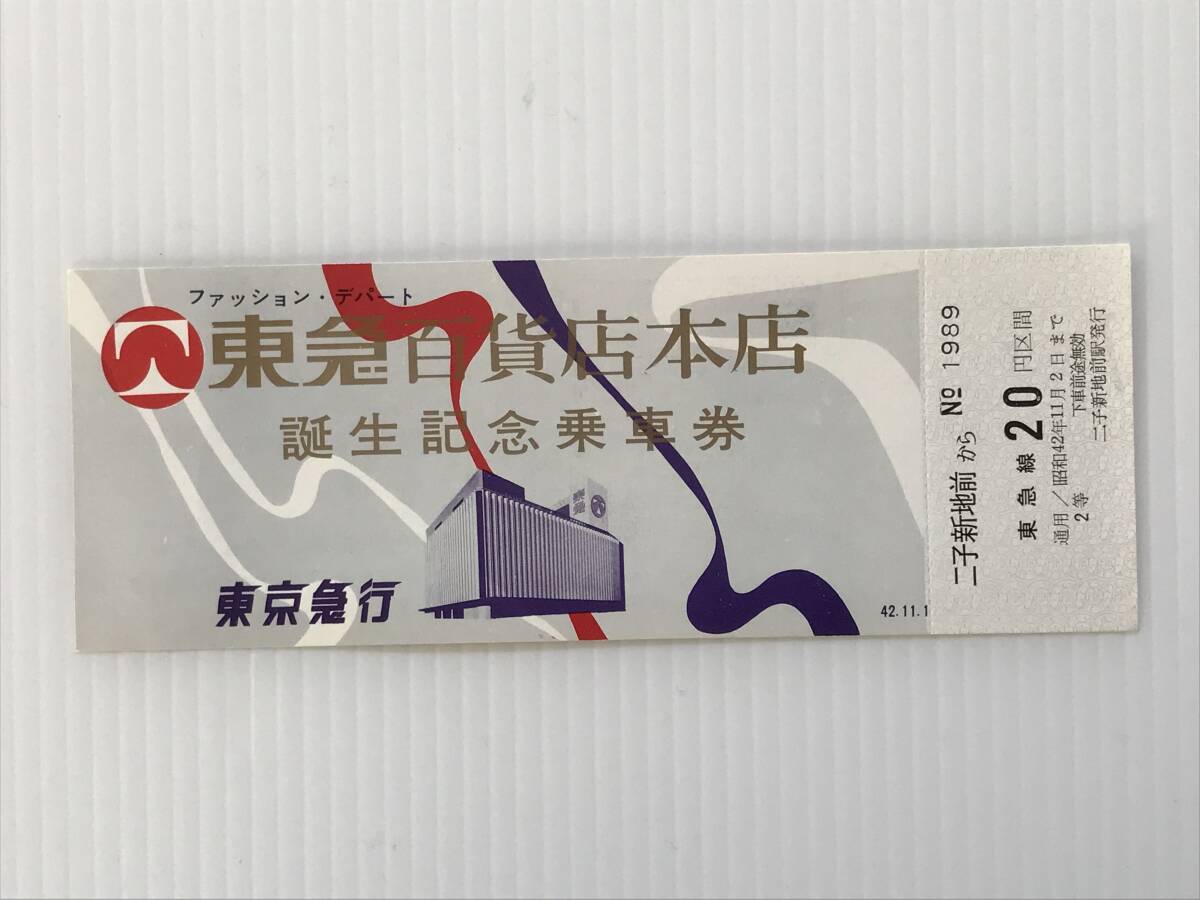 ファッション・デパート
東急百貨店本店
誕生記念乗車券
東急
東京急行
42.11.1
二子新地前から № 1989
東急線20円区間
通用/昭和42年11月2日まで
2等 下車前途無効
二子新地前駅発行